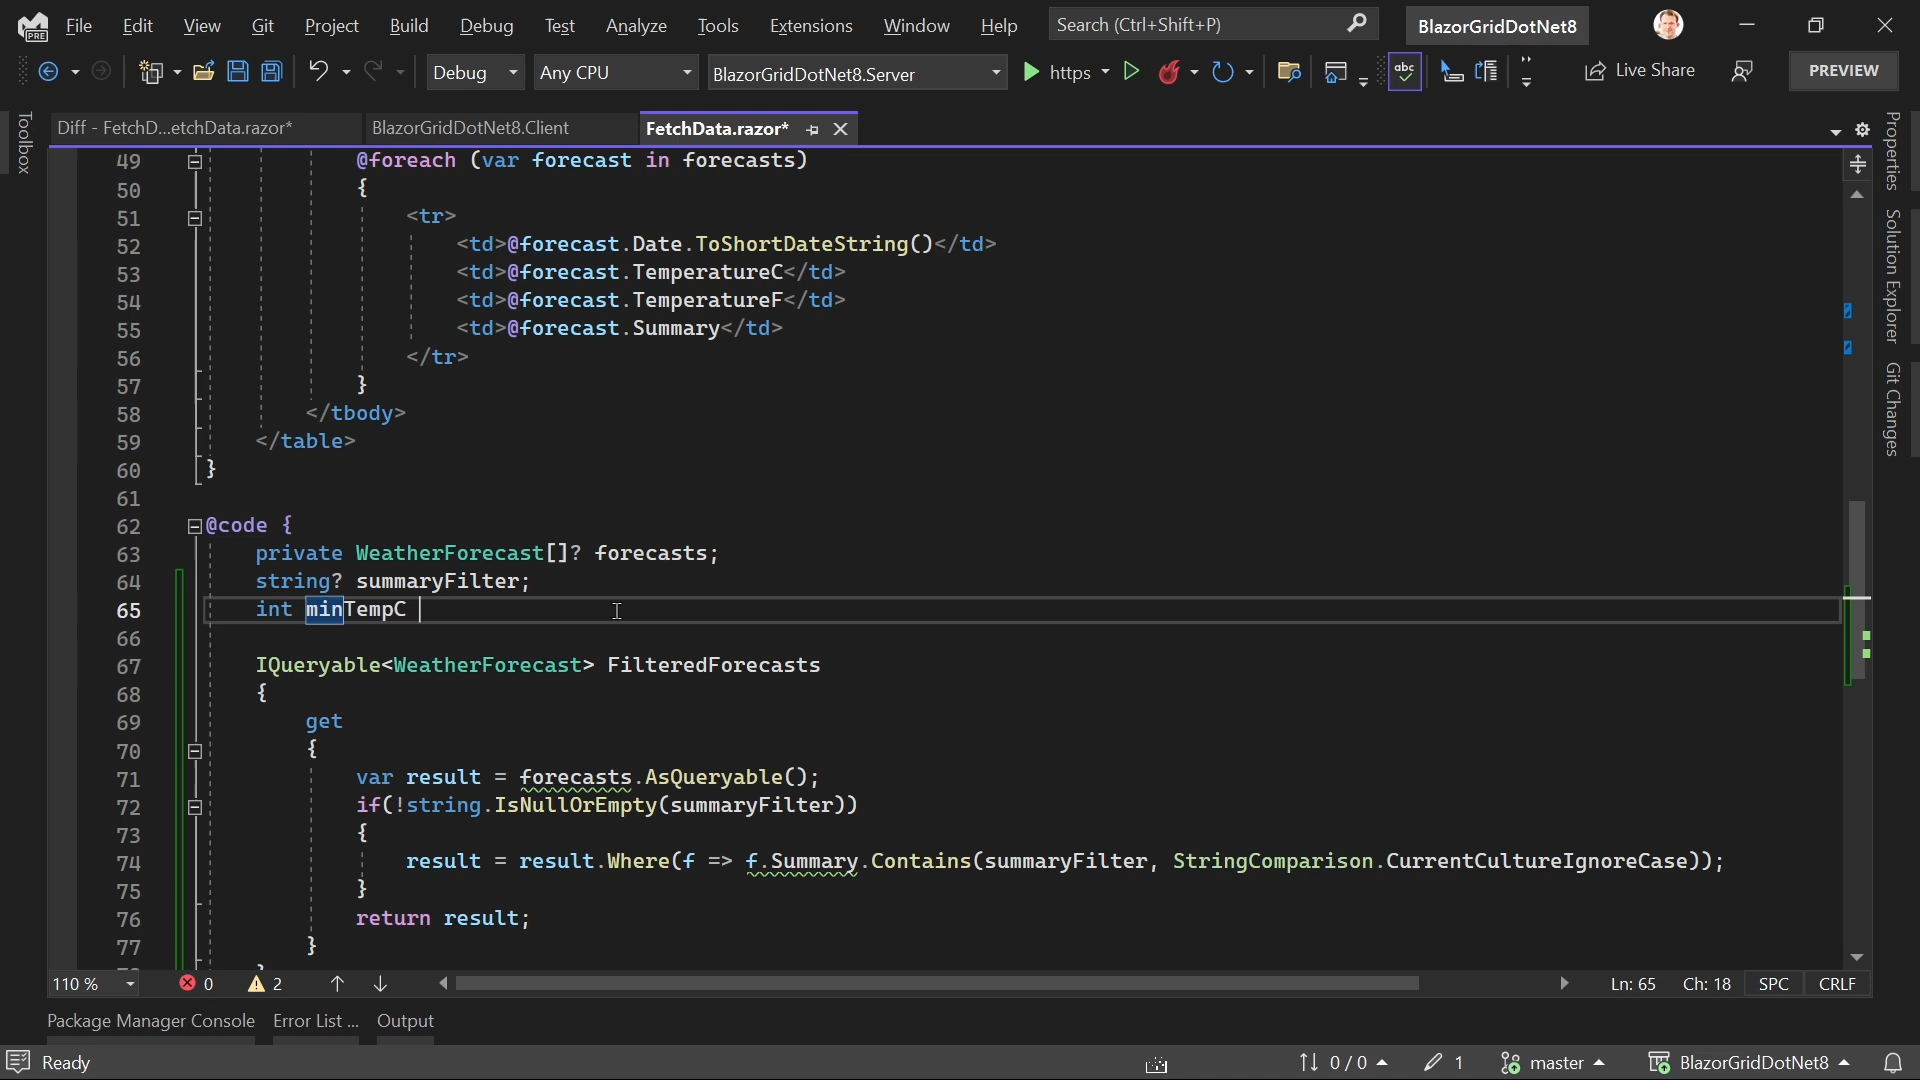 PRE File Edit View Git Project Build Debug Test Analyze Tools Extensions Window Help Search (Ctrl+Shift+P) BlazorGridDotNet8
Debug Any CPU BlazorGridDotNet8.Server https abc Live Share PREVIEW
Toolbox
Diff - FetchD...etchData.razor* BlazorGridDotNet8.Client FetchData.razor*
Properties
Solution Explorer
Git Changes
49 @foreach (var forecast in forecasts)
50 {
51 <tr>
52 <td>@forecast.Date.ToShortDateString()</td>
53 <td>@forecast.TemperatureC</td>
54 <td>@forecast.TemperatureF</td>
55 <td>@forecast.Summary</td>
56 </tr>
57 }
58 </tbody>
59 </table>
60 }
61
62 @code {
63 private WeatherForecast[]? forecasts;
64 string? summaryFilter;
65 int minTempC
66
67 IQueryable<WeatherForecast> FilteredForecasts
68 {
69 get
70 {
71 var result = forecasts.AsQueryable();
72 if(!string.IsNullOrEmpty(summaryFilter))
73 {
74 result = result.Where(f => f.Summary.Contains(summaryFilter, StringComparison.CurrentCultureIgnoreCase));
75 }
76 return result;
77 }
110 % 0 2 Ln: 65 Ch: 18 SPC CRLF
Package Manager Console Error List ... Output
Ready 0 / 0 1 master BlazorGridDotNet8